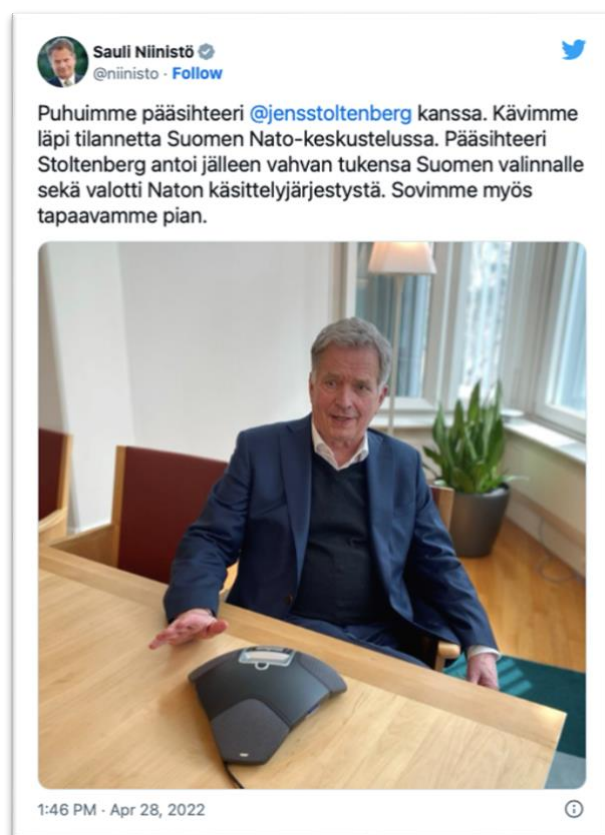 Sauli Niinistö
@niinisto · Follow
Puhuimme pääsihteeri @jensstoltenberg kanssa. Kävimme
läpi tilannetta Suomen Nato-keskustelussa. Pääsihteeri
Stoltenberg antoi jälleen vahvan tukensa Suomen valinnalle
sekä valotti Naton käsittelyjärjestystä. Sovimme myös
tapaavamme pian.
1:46 PM · Apr 28, 2022